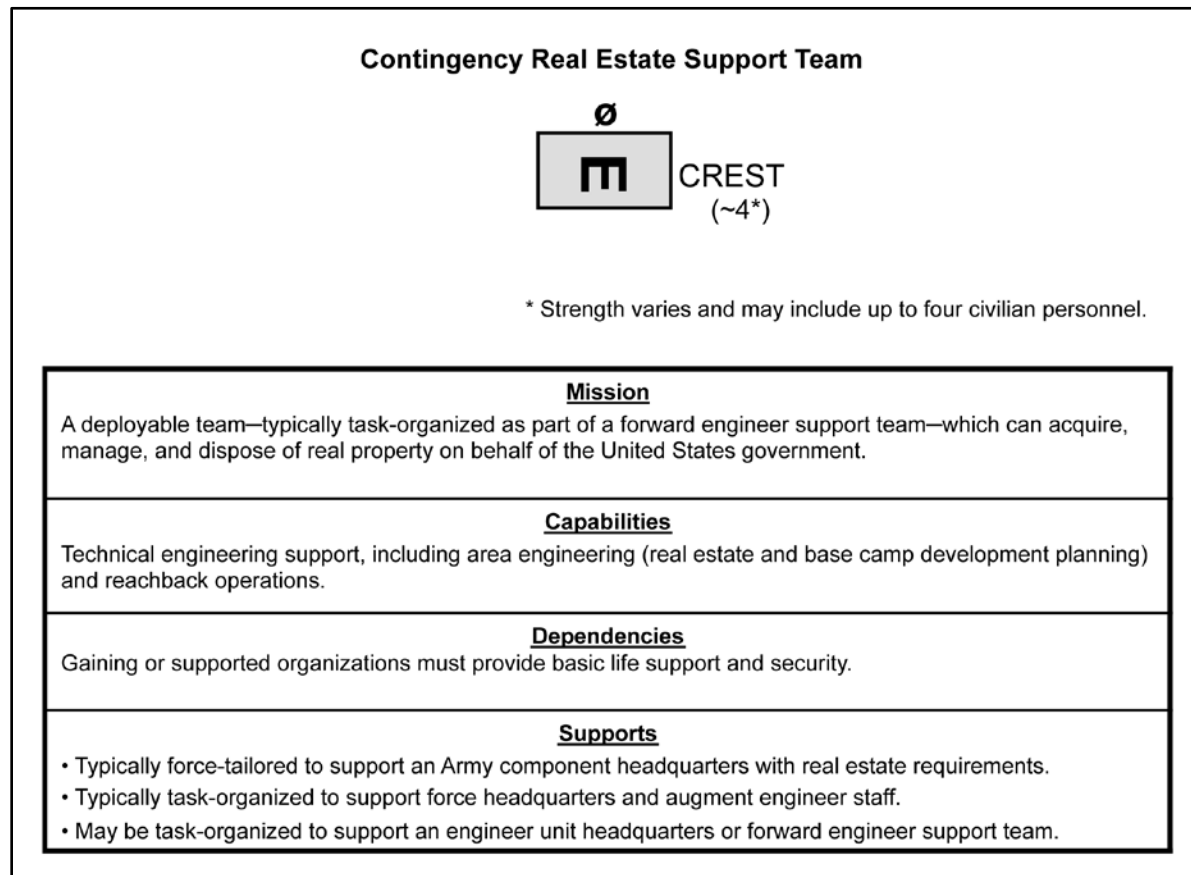 Contingency Real Estate Support Team
Ø
E
CREST
(~4*)
* Strength varies and may include up to four civilian personnel.
Mission
A deployable team—typically task-organized as part of a forward engineer support team—which can acquire,
manage, and dispose of real property on behalf of the United States government.
Capabilities
Technical engineering support, including area engineering (real estate and base camp development planning)
and reachback operations.
Dependencies
Gaining or supported organizations must provide basic life support and security.
Supports
• Typically force-tailored to support an Army component headquarters with real estate requirements.
• Typically task-organized to support force headquarters and augment engineer staff.
• May be task-organized to support an engineer unit headquarters or forward engineer support team.